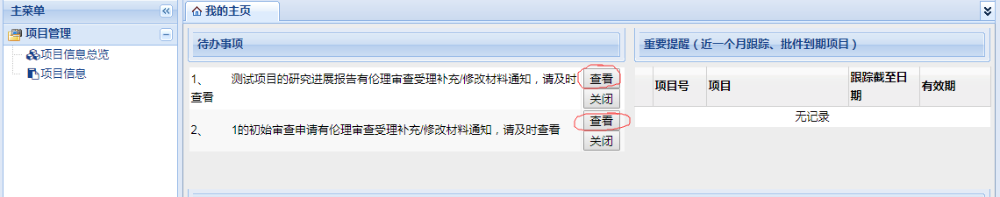 主菜单
项目管理
项目信息总览
项目信息
我的主页
待办事项
1、 测试项目的研究进展报告有伦理审查受理补充/修改材料通知，请及时
查看
查看
关闭
2、 1的初始审查申请有伦理审查受理补充/修改材料通知，请及时查看
查看
关闭
重要提醒（近一个月跟踪、批件到期项目）
项目号 项目 跟踪截至日
期 有效期
无记录